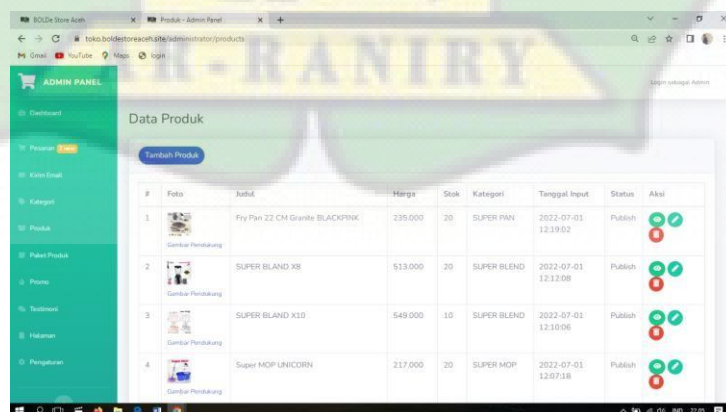 BOLDe Store Aceh
Produk - Admin Panel
toko.boldestoreaceh.site/administrator/products
Gmail YouTube Maps login
AR-RANIRY
ADMIN PANEL
Login sebagai Admin
Dashboard
Pesanan
Kirim Email
Kategori
Produk
Paket Produk
Promo
Testimoni
Halaman
Pengaturan
Data Produk
Tambah Produk
# Foto Judul Harga Stok Kategori Tanggal Input Status Aksi
1 Fry Pan 22 CM Granite BLACKPINK 235.000 20 SUPER PAN 2022-07-01 Publish
12:19:02
Gambar Pendukung
2 SUPER BLAND X8 513.000 20 SUPER BLEND 2022-07-01 Publish
12:12:08
Gambar Pendukung
3 SUPER BLAND X10 549.000 10 SUPER BLEND 2022-07-01 Publish
12:10:06
Gambar Pendukung
4 Super MOP UNICORN 217.000 20 SUPER MOP 2022-07-01 Publish
12:07:18
Gambar Pendukung
IND 22.05